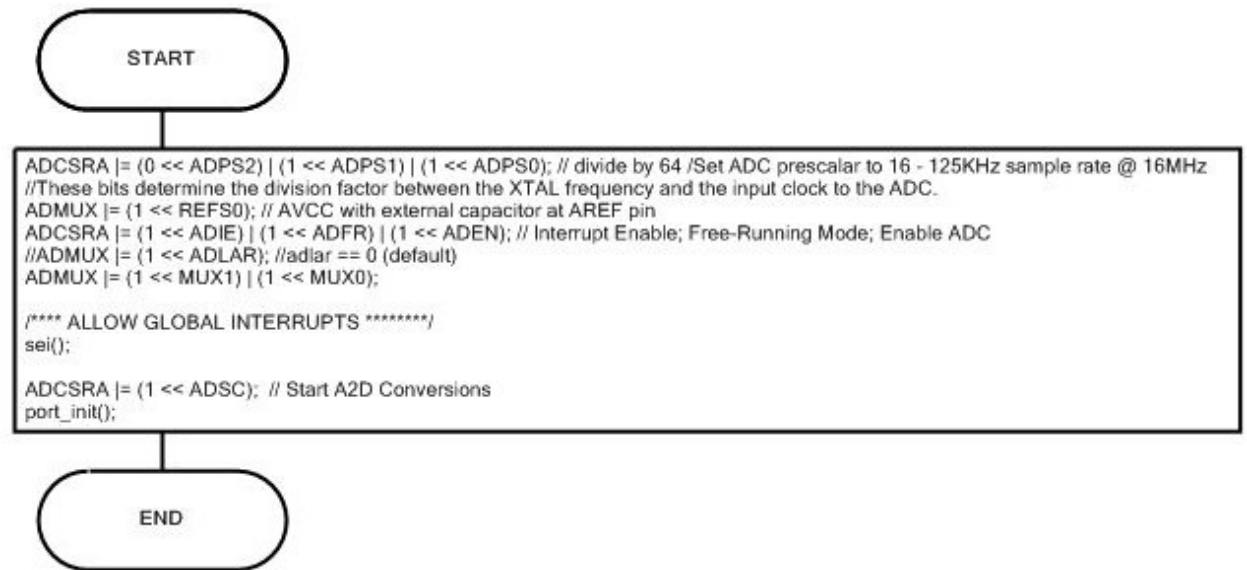 START
ADCSRA |= (0 << ADPS2) | (1 << ADPS1) | (1 << ADPS0); // divide by 64 /Set ADC prescalar to 16 - 125KHz sample rate @ 16MHz
//These bits determine the division factor between the XTAL frequency and the input clock to the ADC.
ADMUX |= (1 << REFS0); // AVCC with external capacitor at AREF pin
ADCSRA |= (1 << ADIE) | (1 << ADFR) | (1 << ADEN); // Interrupt Enable; Free-Running Mode; Enable ADC
//ADMUX |= (1 << ADLAR); //adlar == 0 (default)
ADMUX |= (1 << MUX1) | (1 << MUX0);
/**** ALLOW GLOBAL INTERRUPTS ********/
sei();
ADCSRA |= (1 << ADSC); // Start A2D Conversions
port_init();
END